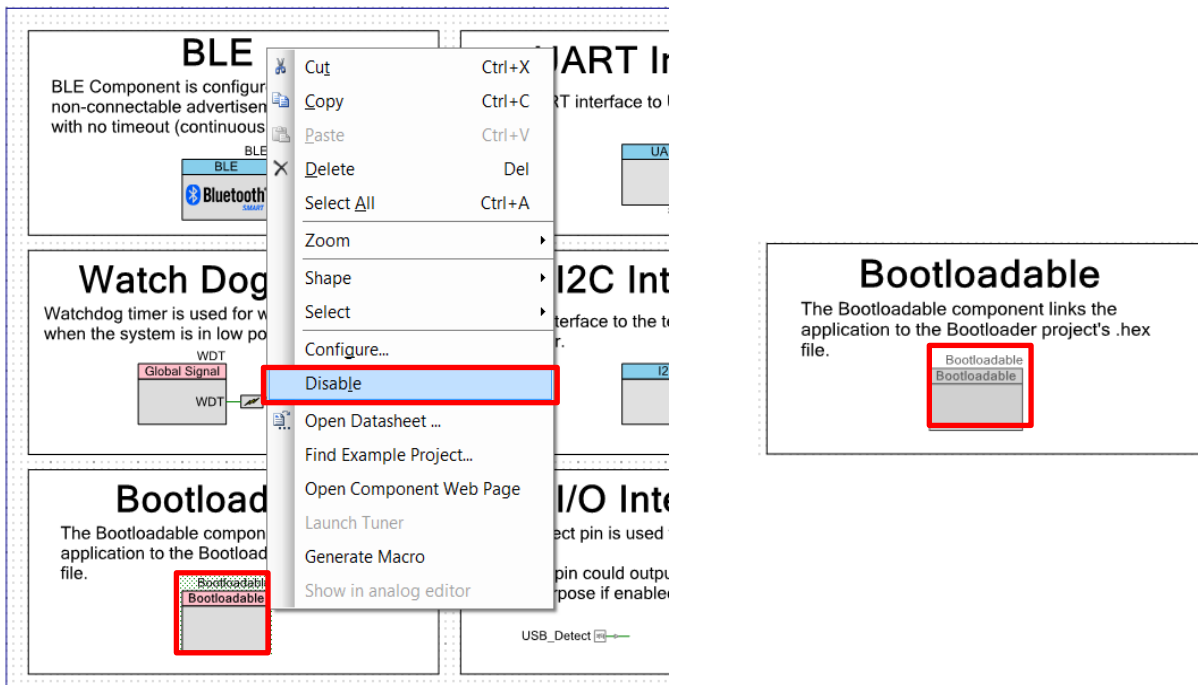 BLE
BLE Component is configur
non-connectable advertisem
with no timeout (continuous
BLE
BLE
Bluetooth
SMART
UART In
RT interface to
UA
Cut Ctrl+X
Copy Ctrl+C
Paste Ctrl+V
Delete Del
Select All Ctrl+A
Zoom
Shape
Select
Configure...
Disable
Open Datasheet ...
Find Example Project...
Open Component Web Page
Launch Tuner
Generate Macro
Show in analog editor
Watch Dog
Watchdog timer is used for w
when the system is in low po
WDT
Global Signal
WDT
I2C Int
terface to the te
r.
I2
Bootload
The Bootloadable compon
application to the Bootload
file.
Bootloadable
Bootloadable
I/O Inte
ect pin is used
pin could outpu
rpose if enable
USB_Detect
Bootloadable
The Bootloadable component links the
application to the Bootloader project's .hex
file.
Bootloadable
Bootloadable